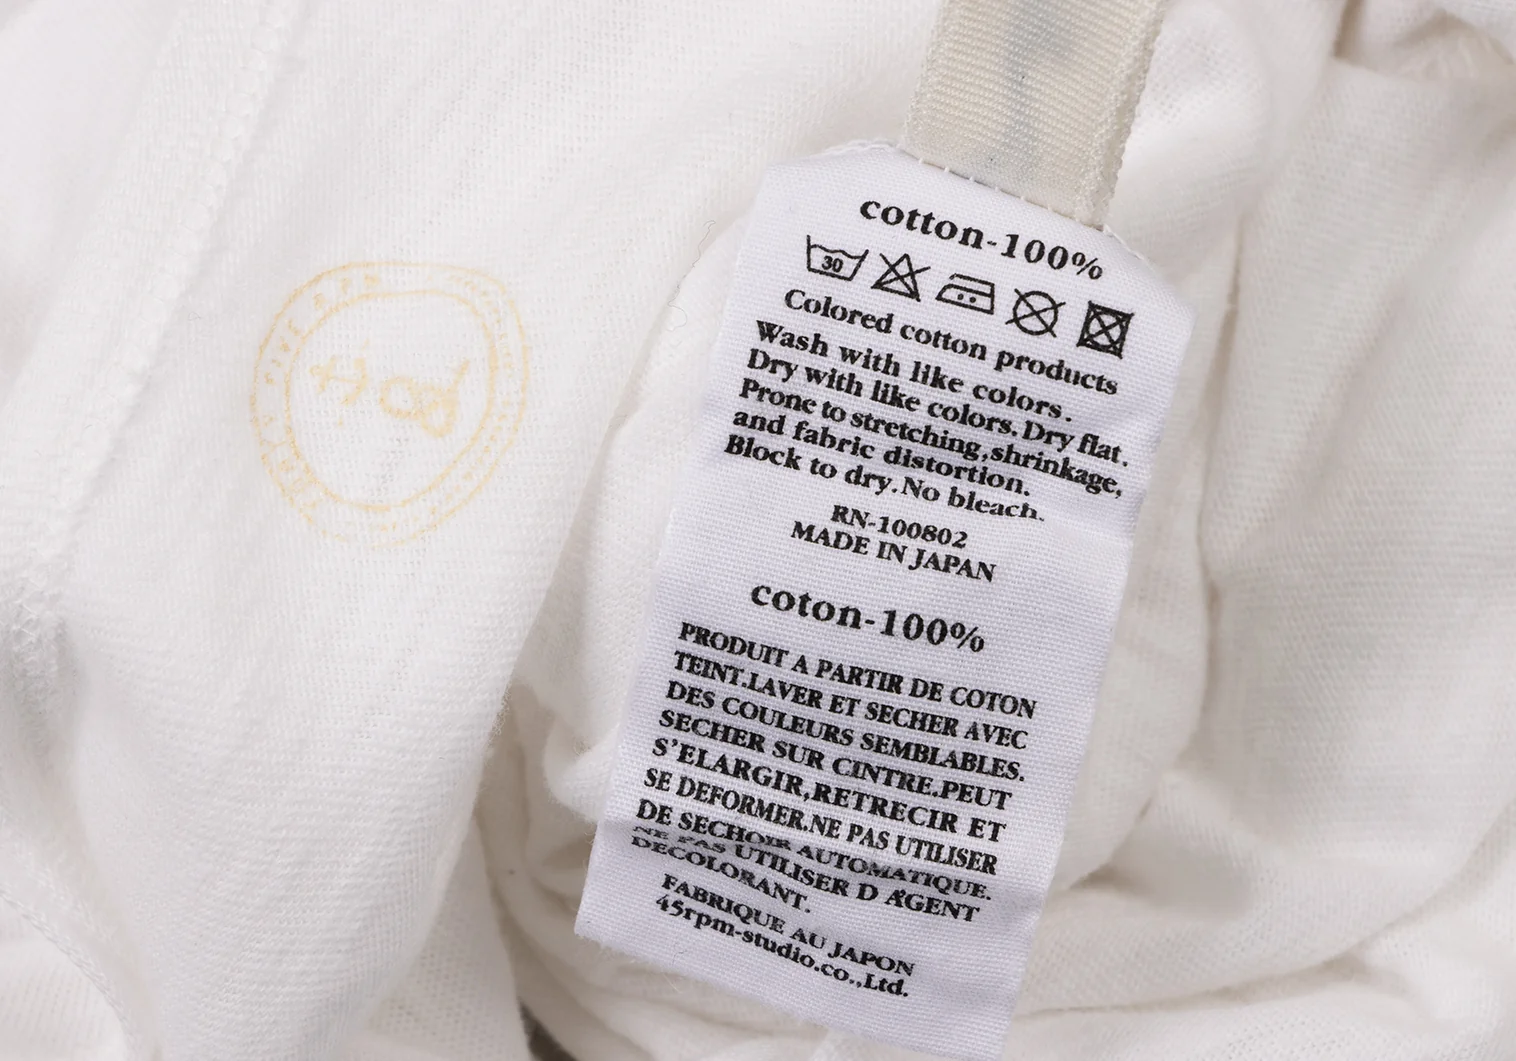 cotton-100%
30
Colored cotton products
Wash with like colors.
Dry with like colors. Dry flat.
Prone to stretching,shrinkage,
and fabric distortion.
Block to dry. No bleach.
RN-100802
MADE IN JAPAN
coton-100%
PRODUIT A PARTIR DE COTON
TEINT.LAVER ET SECHER AVEC
DES COULEURS SEMBLABLES.
SECHER SUR CINTRE.PEUT
S'ELARGIR,RETRECIR ET
SE DEFORMER.NE PAS UTILISER
DE SECHOIR AUTOMATIQUE.
NE PAS UTILISER D'AGENT
DECOLORANT.
FABRIQUE AU JAPON
45rpm-studio.co.,Ltd.